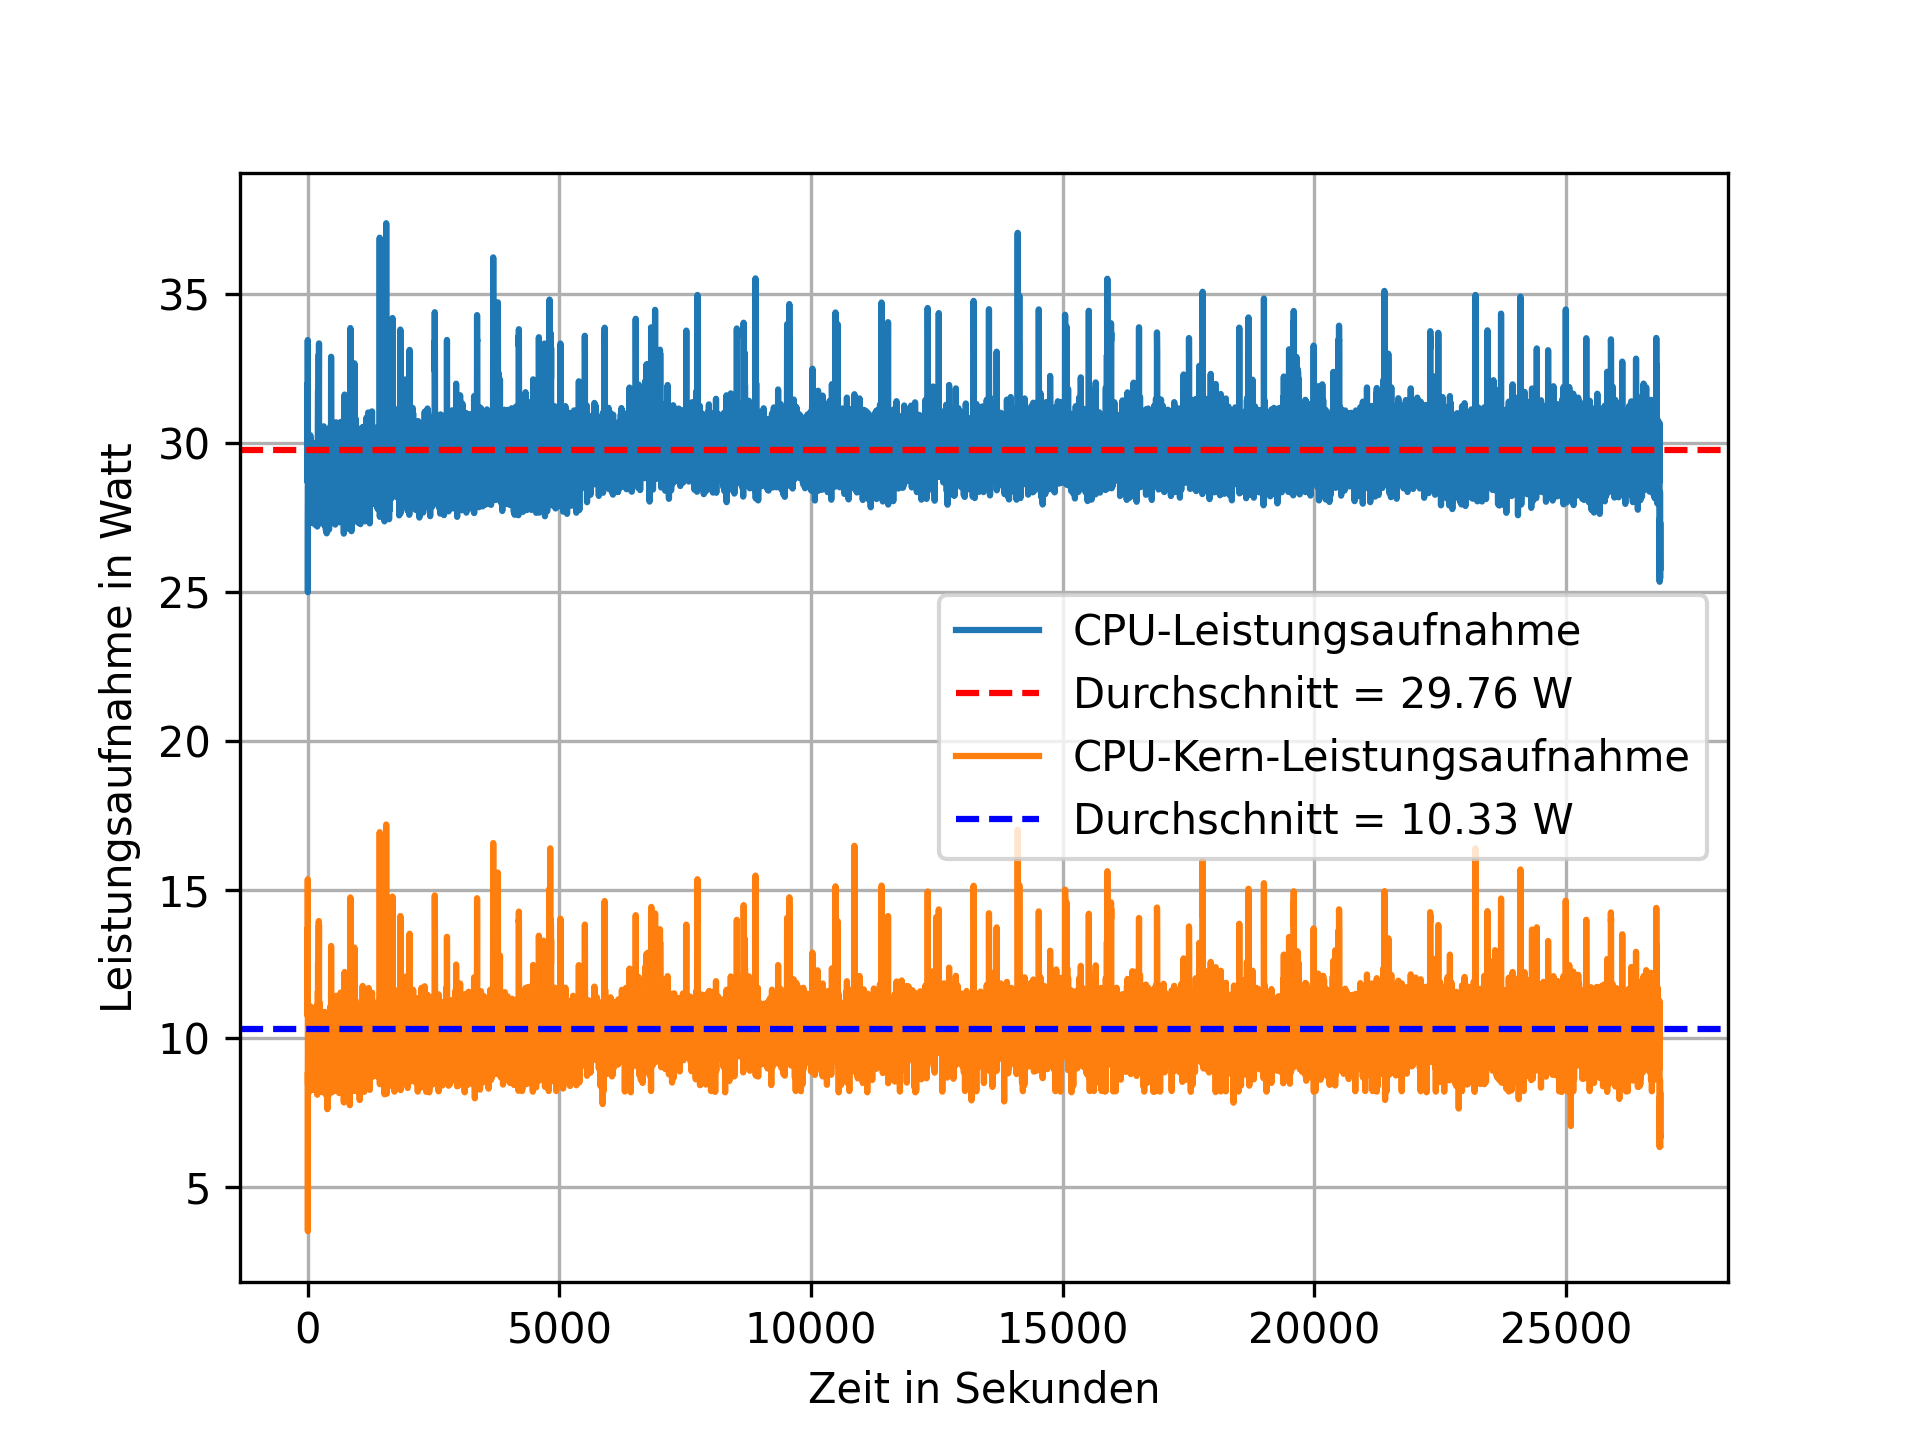 35
30
25
20
15
10
5
Leistungsaufnahme in Watt
CPU-Leistungsaufnahme
Durchschnitt = 29.76 W
CPU-Kern-Leistungsaufnahme
Durchschnitt = 10.33 W
0 5000 10000 15000 20000 25000
Zeit in Sekunden